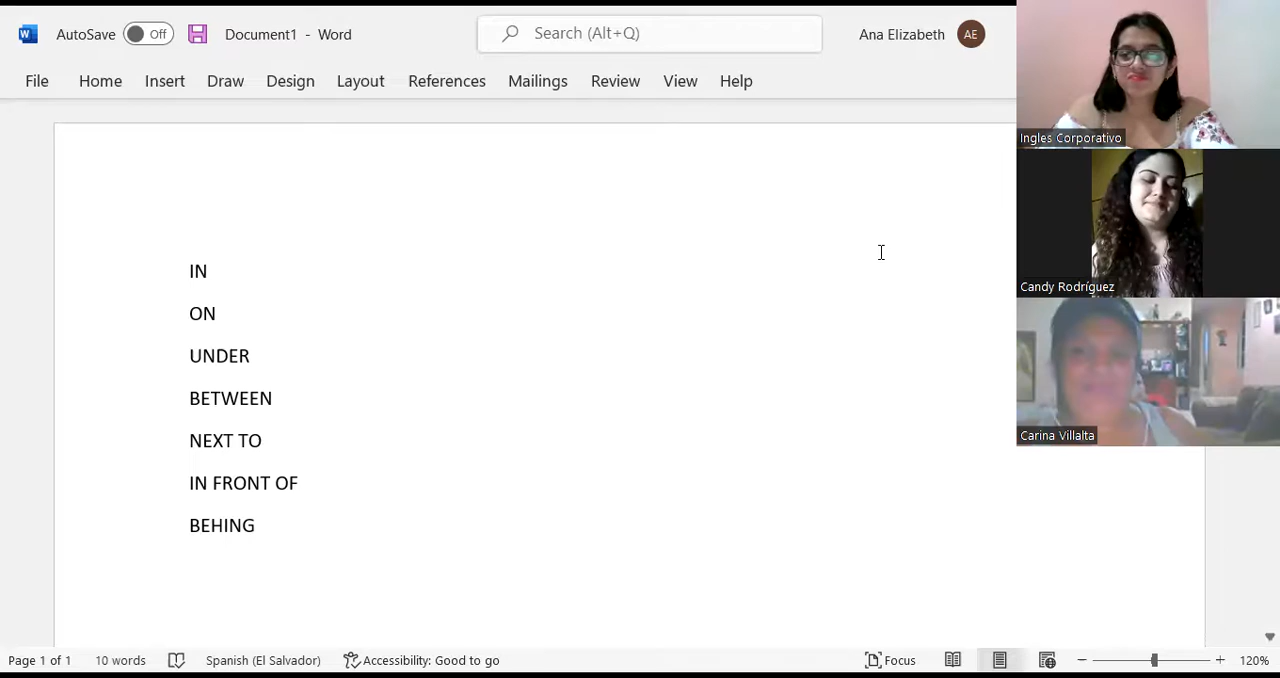 AutoSave Off Document1 - Word Search (Alt+Q) Ana Elizabeth AE
File Home Insert Draw Design Layout References Mailings Review View Help
Ingles Corporativo
Candy Rodríguez
Carina Villalta
IN
ON
UNDER
BETWEEN
NEXT TO
IN FRONT OF
BEHING
Page 1 of 1 10 words Spanish (El Salvador) Accessibility: Good to go Focus 120%